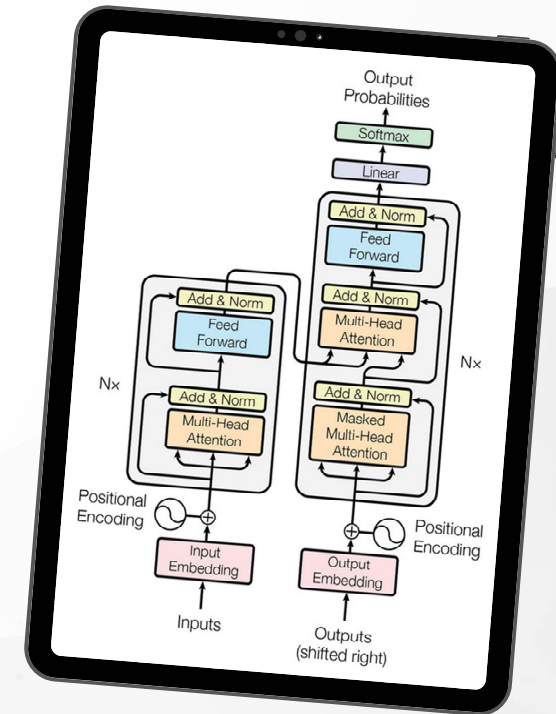 Output
Probabilities
Softmax
Linear
Add & Norm
Feed
Forward
Add & Norm
Multi-Head
Attention
Nx
Add & Norm
Masked
Multi-Head
Attention
Positional
Encoding
Output
Embedding
Outputs
(shifted right)
Add & Norm
Feed
Forward
Nx
Add & Norm
Multi-Head
Attention
Positional
Encoding
Input
Embedding
Inputs